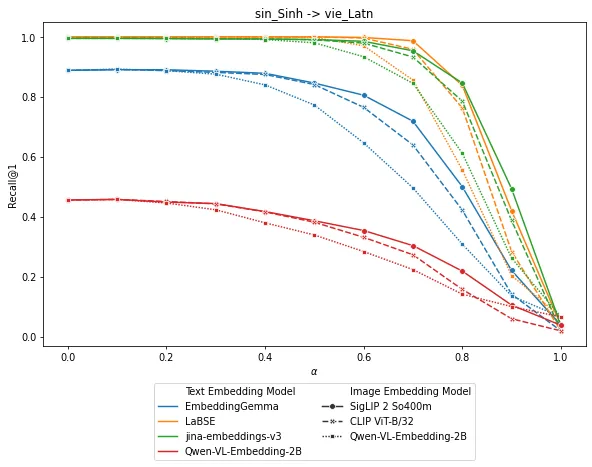 sin_Sinh -> vie_Latn
Recall@1
1.0
0.8
0.6
0.4
0.2
0.0
0.0 0.2 0.4 0.6 0.8 1.0
α
Text Embedding Model
EmbeddingGemma
LaBSE
jina-embeddings-v3
Qwen-VL-Embedding-2B
Image Embedding Model
SigLIP 2 So400m
CLIP ViT-B/32
Qwen-VL-Embedding-2B